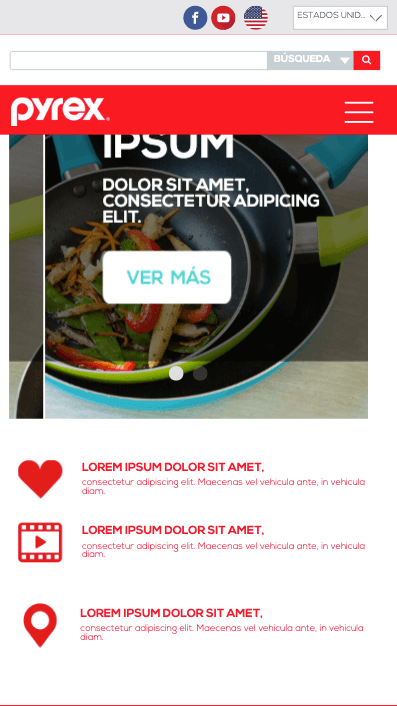 ESTADOS UNID...
BÚSQUEDA
pyrex®
IPSUM
DOLOR SIT AMET,
CONSECTETUR ADIPICING
ELIT.
VER MÁS
LOREM IPSUM DOLOR SIT AMET,
consectetur adipiscing elit. Maecenas vel vehicula ante, in vehicula
diam.
LOREM IPSUM DOLOR SIT AMET,
consectetur adipiscing elit. Maecenas vel vehicula ante, in vehicula
diam.
LOREM IPSUM DOLOR SIT AMET,
consectetur adipiscing elit. Maecenas vel vehicula ante, in vehicula
diam.